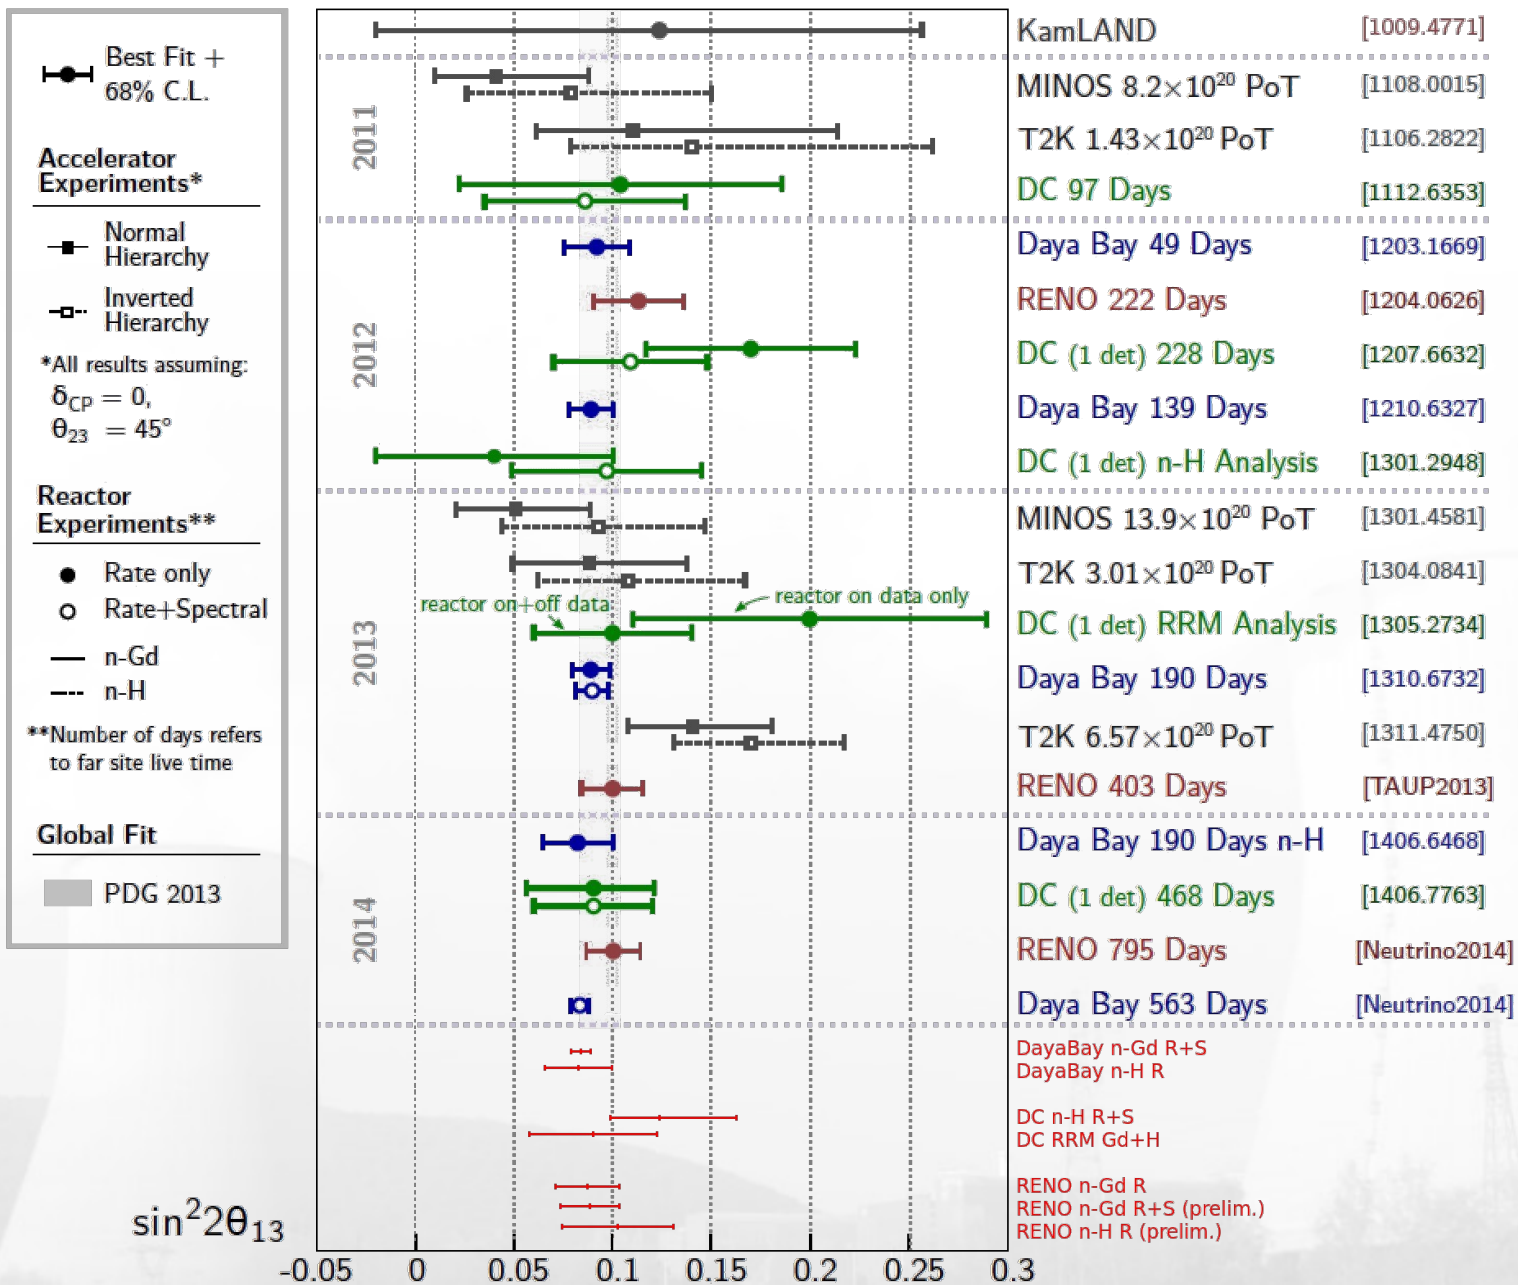 Best Fit +
68% C.L.
Accelerator
Experiments*
Normal
Hierarchy
Inverted
Hierarchy
*All results assuming:
δCP = 0,
θ23 = 45°
Reactor
Experiments**
Rate only
Rate+Spectral
n-Gd
n-H
**Number of days refers
to far site live time
Global Fit
PDG 2013
KamLAND [1009.4771]
2011
MINOS 8.2×10²⁰ PoT [1108.0015]
T2K 1.43×10²⁰ PoT [1106.2822]
DC 97 Days [1112.6353]
2012
Daya Bay 49 Days [1203.1669]
RENO 222 Days [1204.0626]
DC (1 det) 228 Days [1207.6632]
Daya Bay 139 Days [1210.6327]
DC (1 det) n-H Analysis [1301.2948]
2013
MINOS 13.9×10²⁰ PoT [1301.4581]
T2K 3.01×10²⁰ PoT [1304.0841]
reactor on+off data
reactor on data only
DC (1 det) RRM Analysis [1305.2734]
Daya Bay 190 Days [1310.6732]
T2K 6.57×10²⁰ PoT [1311.4750]
RENO 403 Days [TAUP2013]
2014
Daya Bay 190 Days n-H [1406.6468]
DC (1 det) 468 Days [1406.7763]
RENO 795 Days [Neutrino2014]
Daya Bay 563 Days [Neutrino2014]
DayaBay n-Gd R+S
DayaBay n-H R
DC n-H R+S
DC RRM Gd+H
RENO n-Gd R
RENO n-Gd R+S (prelim.)
RENO n-H R (prelim.)
sin²2θ13
-0.05 0 0.05 0.1 0.15 0.2 0.25 0.3